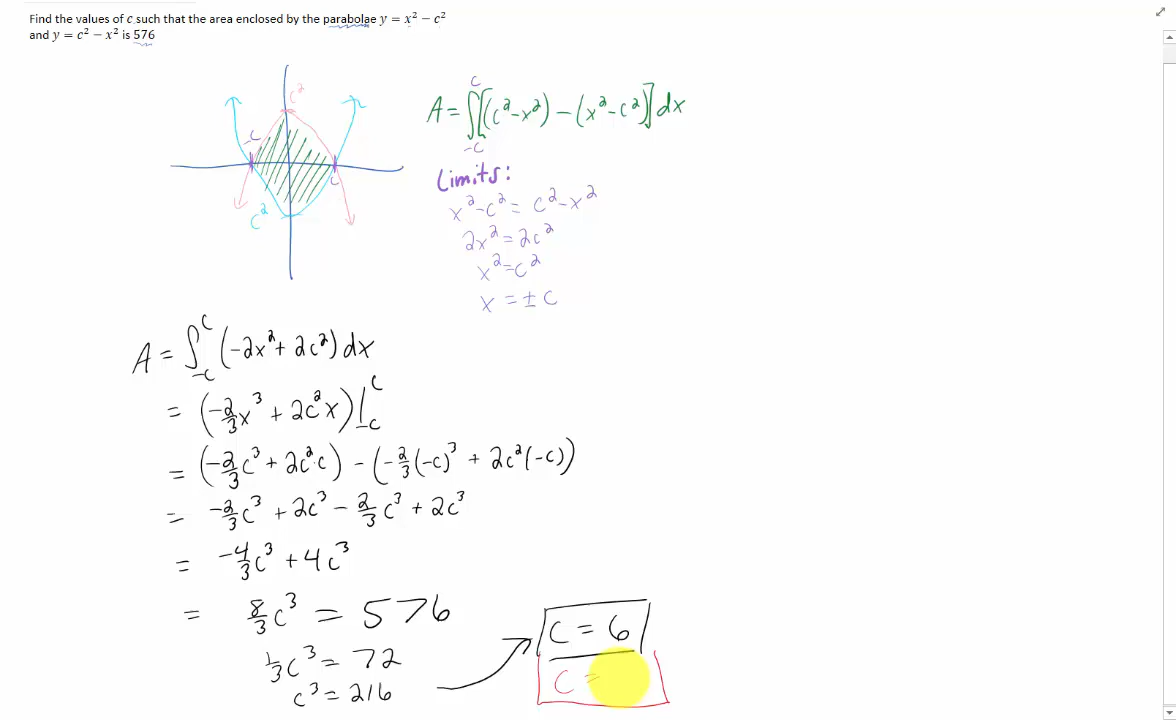 Find the values of c such that the area enclosed by the parabolae y = x² − c²
and y = c² − x² is 576
c²
-c
c
c²
A = ∫_{-c}^{c} [(c²-x²) - (x²-c²)] dx
Limits:
x²-c² = c²-x²
2x² = 2c²
x² = c²
x = ± c
A = ∫_{-c}^{c} (-2x² + 2c²) dx
= (-2/3 x³ + 2c²x) |_{-c}^{c}
= (-2/3 c³ + 2c²·c) - (-2/3 (-c)³ + 2c²(-c))
= -2/3 c³ + 2c³ - 2/3 c³ + 2c³
= -4/3 c³ + 4c³
= 8/3 c³ = 576
1/3 c³ = 72
c³ = 216
c = 6
c =